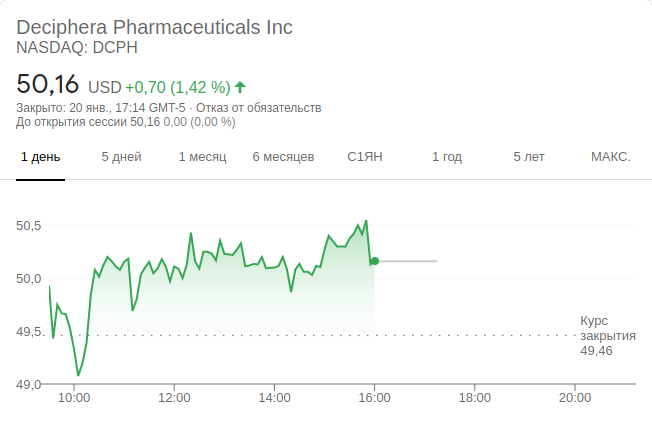 Deciphera Pharmaceuticals Inc
NASDAQ: DCPH
50,16 USD +0,70 (1,42 %)
Закрыто: 20 янв., 17:14 GMT-5 · Отказ от обязательств
До открытия сессии 50,16 0,00 (0,00 %)
1 день 5 дней 1 месяц 6 месяцев С1ЯН 1 год 5 лет МАКС.
50,5
50,0
49,5
49,0
Курс
закрытия
49,46
10:00 12:00 14:00 16:00 18:00 20:00